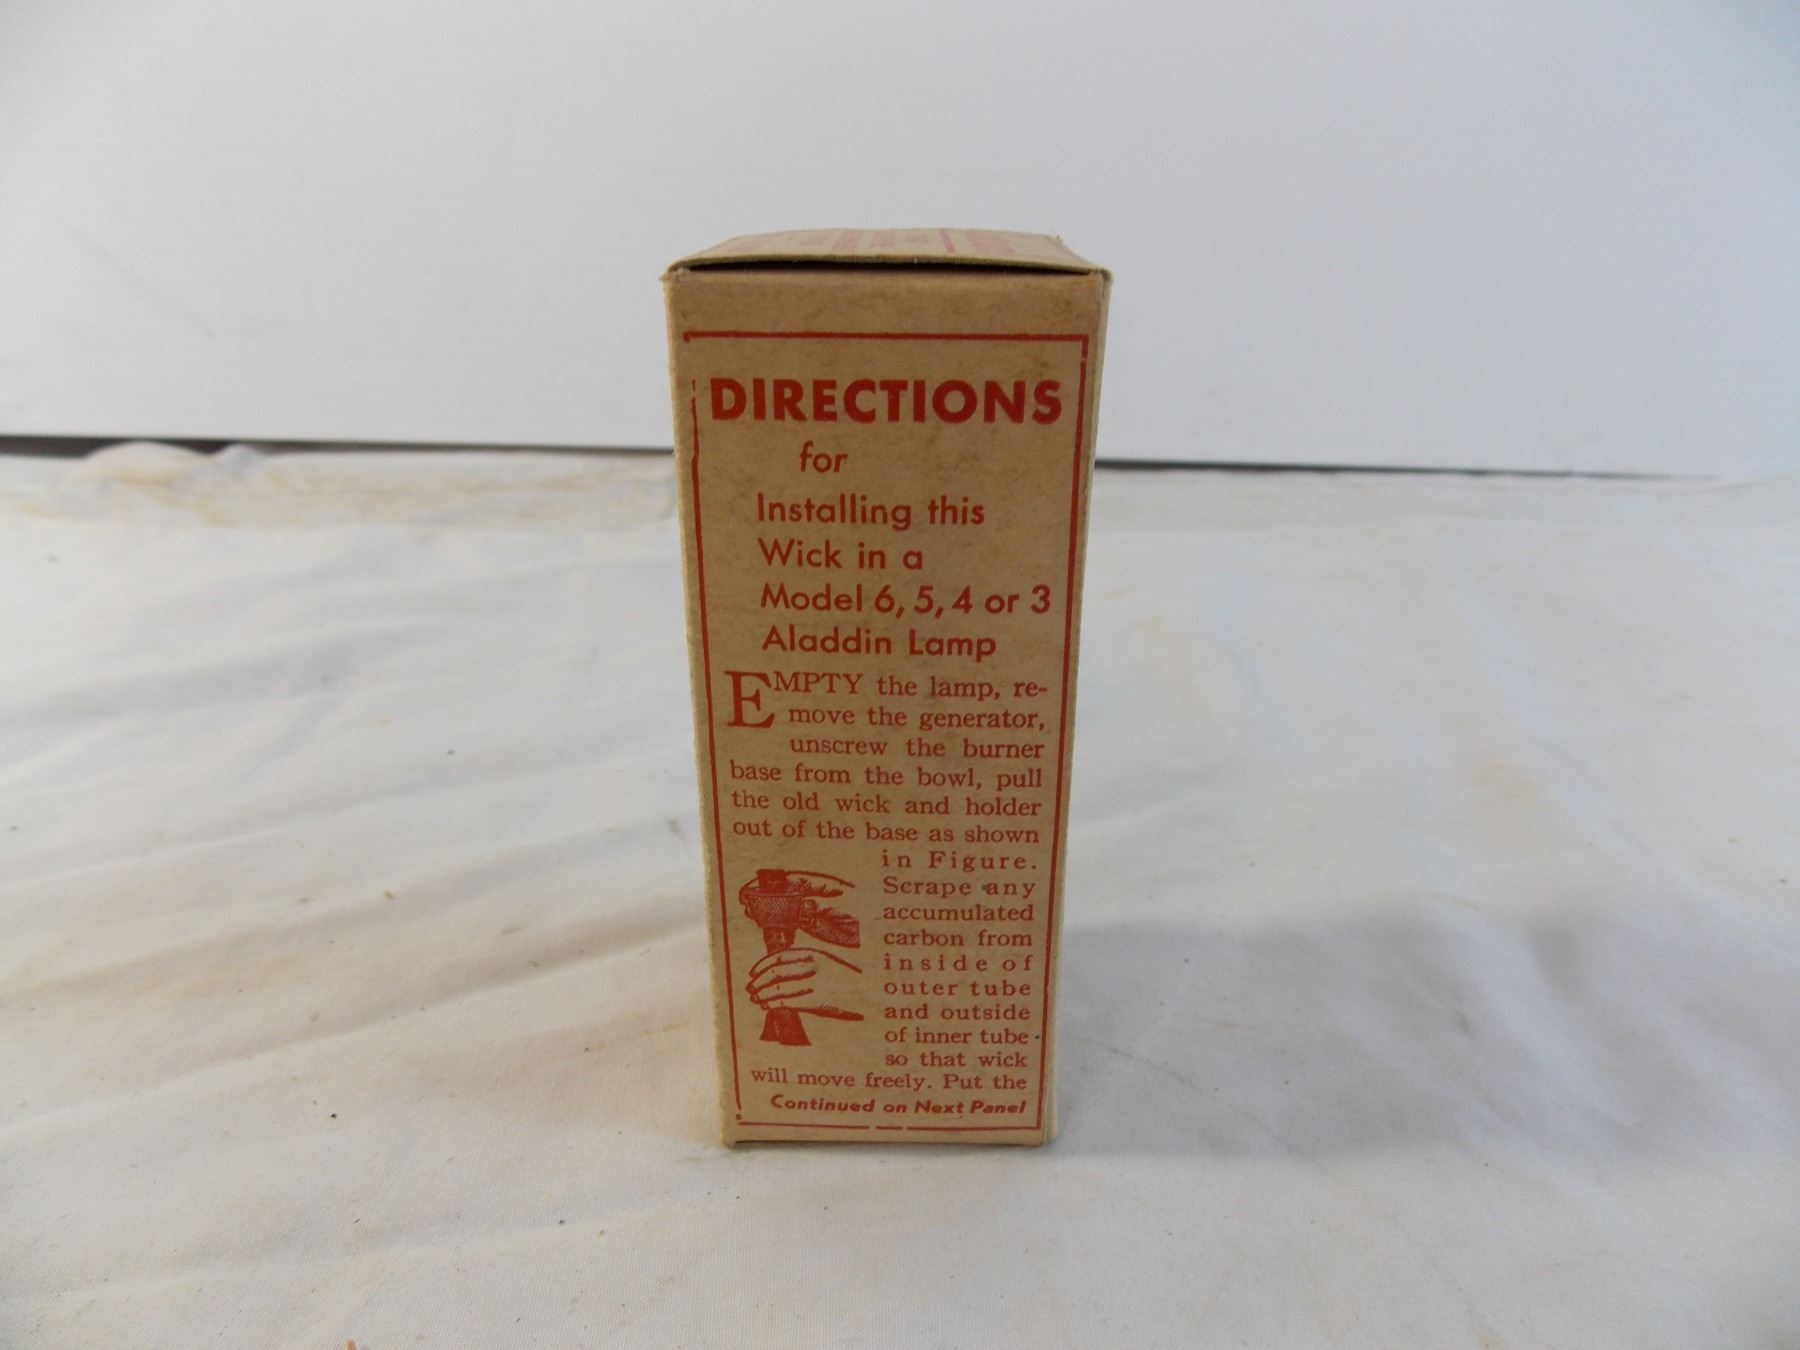 DIRECTIONS
for
Installing this
Wick in a
Model 6, 5, 4 or 3
Aladdin Lamp
EMPTY the lamp, re-
move the generator,
unscrew the burner
base from the bowl, pull
the old wick and holder
out of the base as shown
in Figure.
Scrape any
accumulated
carbon from
inside of
outer tube
and outside
of inner tube
so that wick
will move freely. Put the
Continued on Next Panel